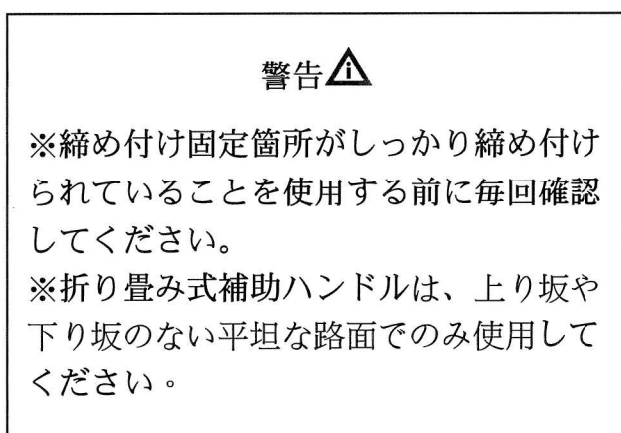 警告⚠
※締め付け固定箇所がしっかり締め付け
られていることを使用する前に毎回確認
してください。
※折り畳み式補助ハンドルは、上り坂や
下り坂のない平坦な路面でのみ使用して
ください。